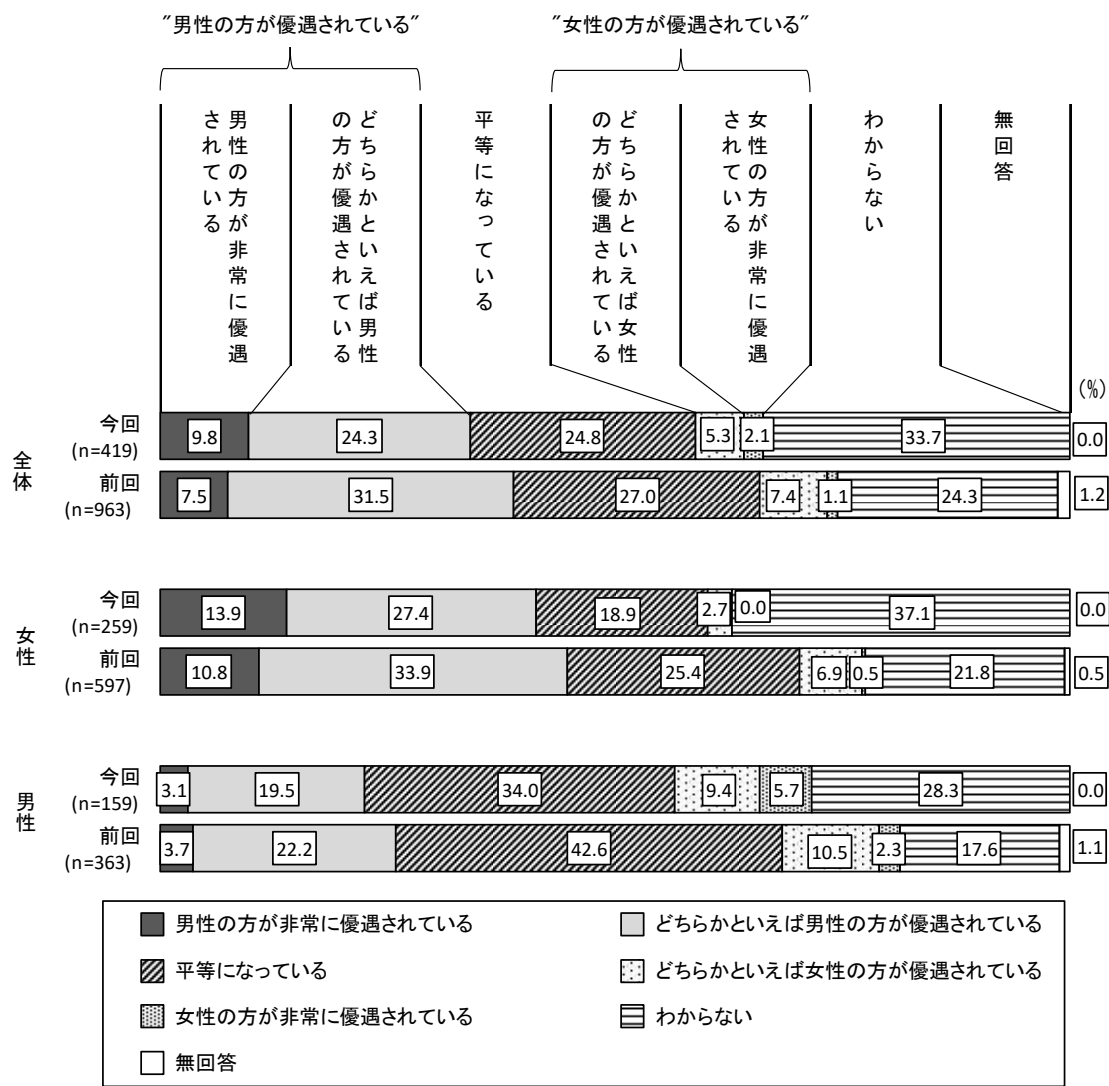 "男性の方が優遇されている" "女性の方が優遇されている"
男性の方が非常に優遇
されている
どちらかといえば男性
の方が優遇されている
平等になっている
どちらかといえば女性
の方が優遇されている
女性の方が非常に優遇
されている
わからない
無回答
(%)
全体
今回
(n=419)
9.8 24.3 24.8 5.3 2.1 33.7 0.0
前回
(n=963)
7.5 31.5 27.0 7.4 1.1 24.3 1.2
女性
今回
(n=259)
13.9 27.4 18.9 2.7 0.0 37.1 0.0
前回
(n=597)
10.8 33.9 25.4 6.9 0.5 21.8 0.5
男性
今回
(n=159)
3.1 19.5 34.0 9.4 5.7 28.3 0.0
前回
(n=363)
3.7 22.2 42.6 10.5 2.3 17.6 1.1
男性の方が非常に優遇されている どちらかといえば男性の方が優遇されている
平等になっている どちらかといえば女性の方が優遇されている
女性の方が非常に優遇されている わからない
無回答